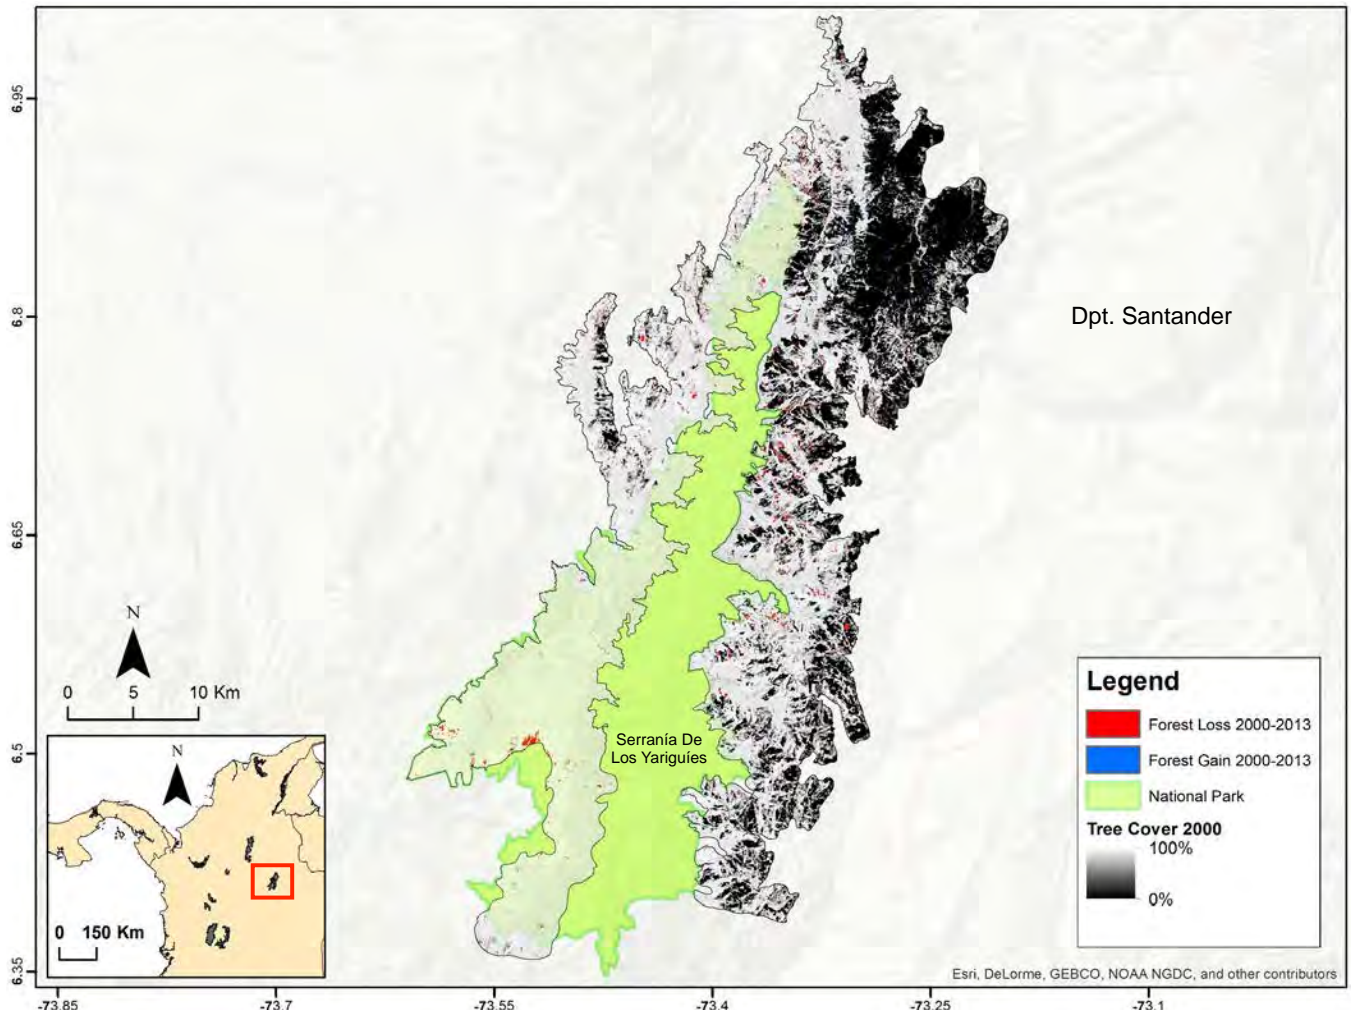 6.95
6.8
6.65
6.5
6.35
Dpt. Santander
Serranía De
Los Yariguíes
N
0 5 10 Km
N
0 150 Km
Legend
Forest Loss 2000-2013
Forest Gain 2000-2013
National Park
Tree Cover 2000
100%
0%
Esri, DeLorme, GEBCO, NOAA NGDC, and other contributors
-73.85 -73.7 -73.55 -73.4 -73.25 -73.1